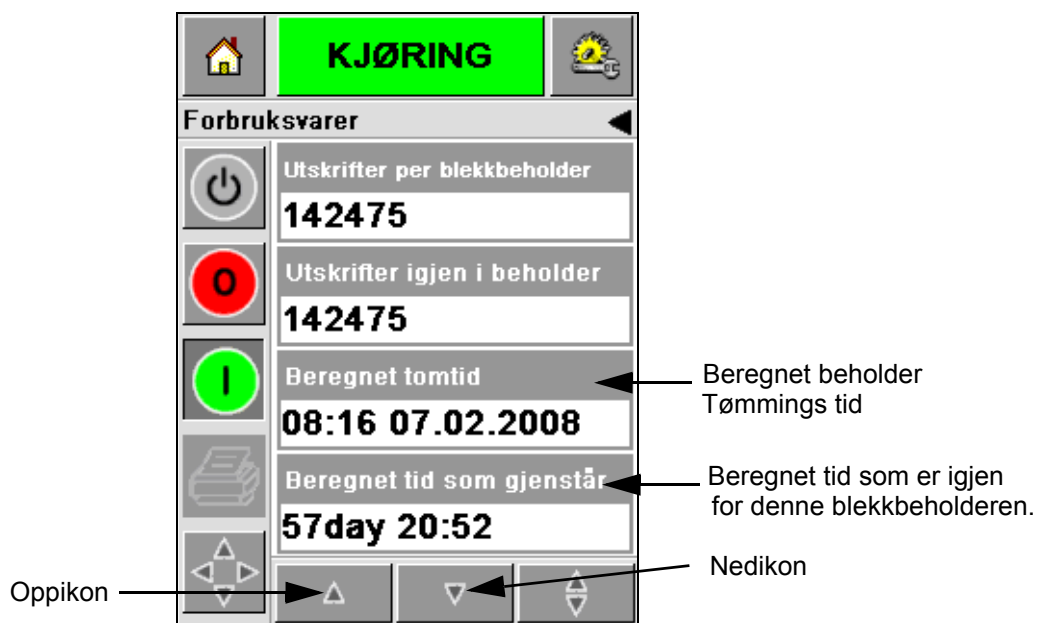 KJØRING
Forbruksvarer
Utskrifter per blekkbeholder
142475
Utskrifter igjen i beholder
142475
Beregnet tomtid
08:16 07.02.2008
Beregnet tid som gjenstår
57day 20:52
O
I
Beregnet beholder
Tømmings tid
Beregnet tid som er igjen
for denne blekkbeholderen.
Nedikon
Oppikon